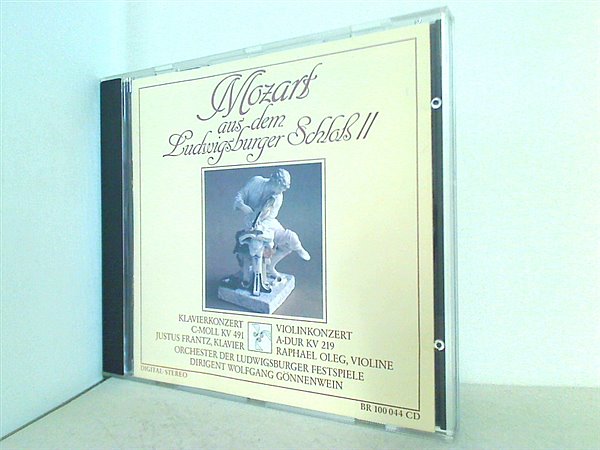 Mozart
aus dem
Ludwigsburger Schloß II
KLAVIERKONZERT
C-MOLL KV 491
JUSTUS FRANTZ, KLAVIER
VIOLINKONZERT
A-DUR KV 219
RAPHAEL OLEG, VIOLINE
ORCHESTER DER LUDWIGSBURGER FESTSPIELE
DIRIGENT WOLFGANG GÖNNENWEIN
DIGITAL STEREO
BR 100 044 CD